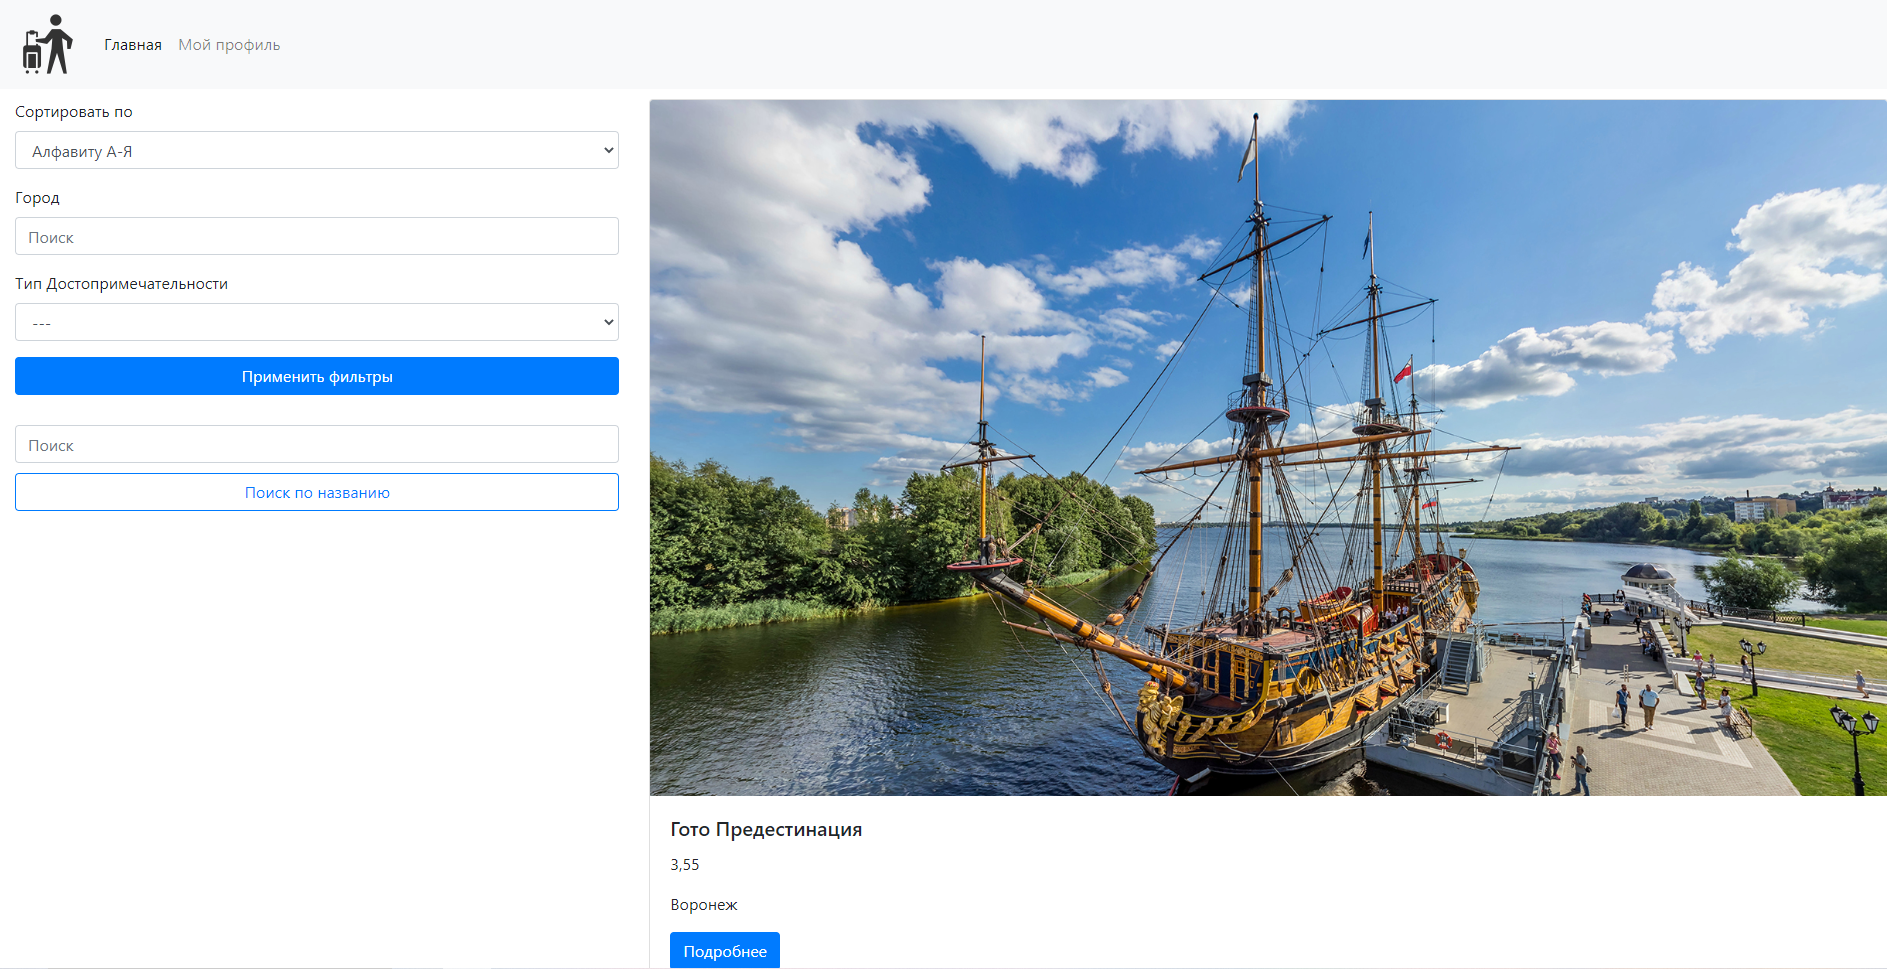 Главная Мой профиль
Сортировать по
Алфавиту А-Я
Город
Поиск
Тип Достопримечательности
---
Применить фильтры
Поиск
Поиск по названию
Гото Предестинация
3,55
Воронеж
Подробнее